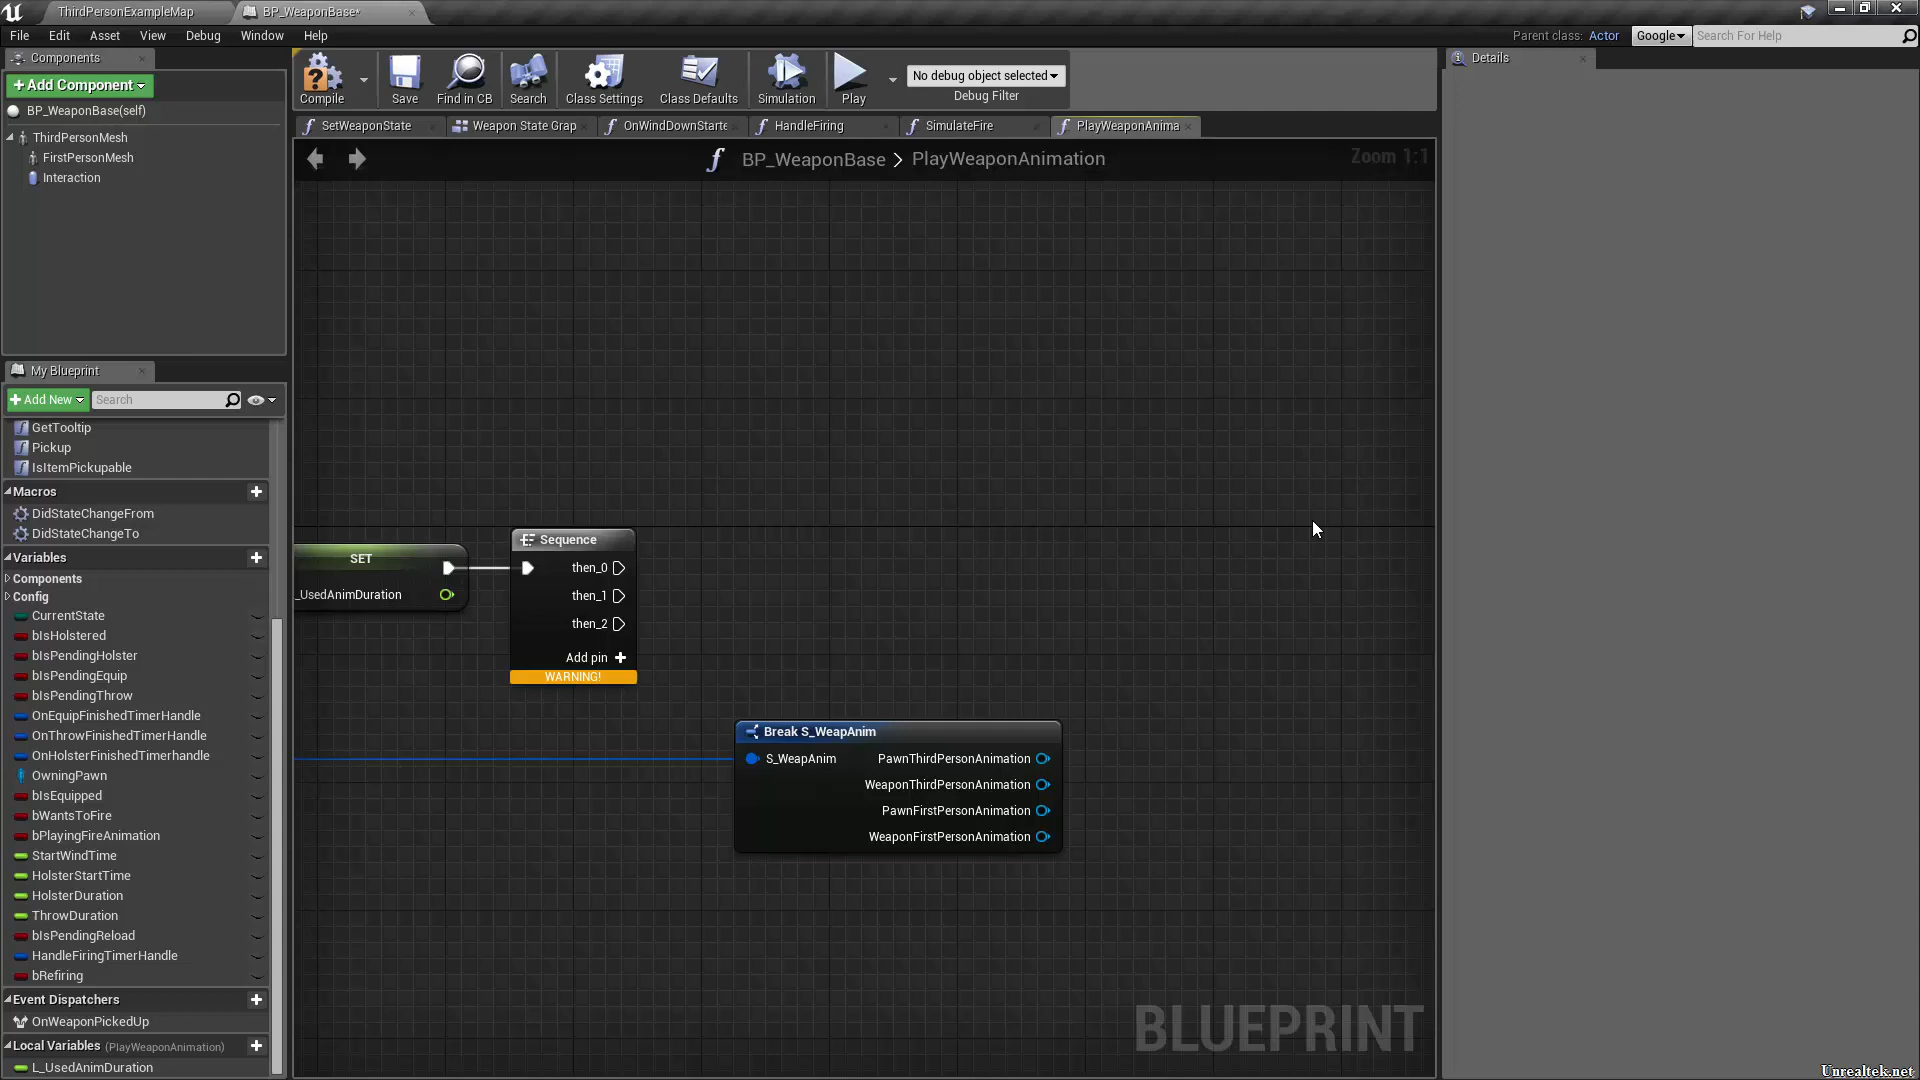 ThirdPersonExampleMap
BP_WeaponBase*
File Edit Asset View Debug Window Help
Parent class: Actor
Google
Search For Help
Components
Add Component
BP_WeaponBase(self)
ThirdPersonMesh
FirstPersonMesh
Interaction
Compile
Save
Find in CB
Search
Class Settings
Class Defaults
Simulation
Play
No debug object selected
Debug Filter
Details
SetWeaponState
Weapon State Grap
OnWindDownStarte
HandleFiring
SimulateFire
PlayWeaponAnima
BP_WeaponBase > PlayWeaponAnimation
Zoom 1:1
My Blueprint
Add New
Search
GetTooltip
Pickup
IsItemPickupable
Macros
DidStateChangeFrom
DidStateChangeTo
Variables
Components
Config
CurrentState
bIsHolstered
bIsPendingHolster
bIsPendingEquip
bIsPendingThrow
OnEquipFinishedTimerHandle
OnThrowFinishedTimerHandle
OnHolsterFinishedTimerhandle
OwningPawn
bIsEquipped
bWantsToFire
bPlayingFireAnimation
StartWindTime
HolsterStartTime
HolsterDuration
ThrowDuration
bIsPendingReload
HandleFiringTimerHandle
bRefiring
Event Dispatchers
OnWeaponPickedUp
Local Variables (PlayWeaponAnimation)
L_UsedAnimDuration
SET
_UsedAnimDuration
Sequence
then_0
then_1
then_2
Add pin
WARNING!
Break S_WeapAnim
S_WeapAnim
PawnThirdPersonAnimation
WeaponThirdPersonAnimation
PawnFirstPersonAnimation
WeaponFirstPersonAnimation
BLUEPRINT
Unrealtek.net